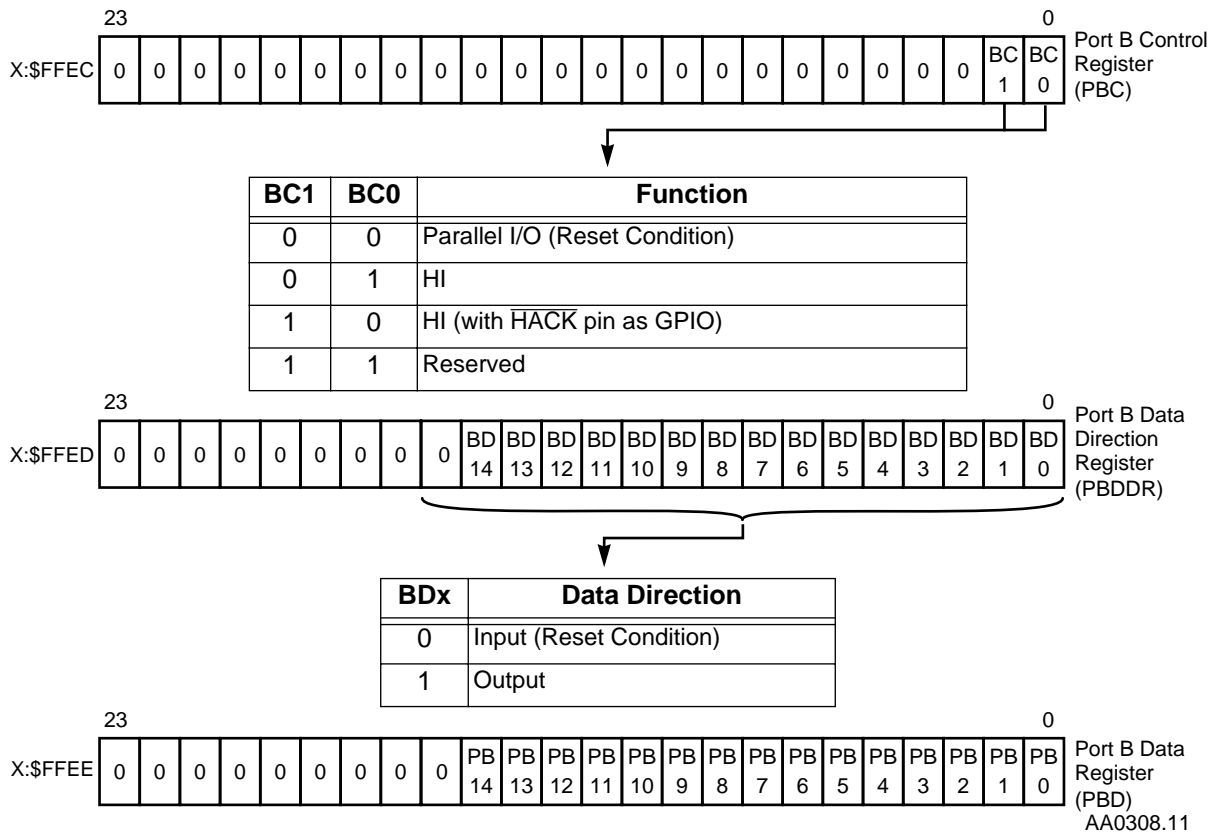 23 0
X:$FFEC 0 0 0 0 0 0 0 0 0 0 0 0 0 0 0 0 0 0 0 0 0 0 BC 1 BC 0 Port B Control Register (PBC)
BC1 BC0 Function
0 0 Parallel I/O (Reset Condition)
0 1 HI
1 0 HI (with HACK pin as GPIO)
1 1 Reserved
23 0
X:$FFED 0 0 0 0 0 0 0 0 0 BD 14 BD 13 BD 12 BD 11 BD 10 BD 9 BD 8 BD 7 BD 6 BD 5 BD 4 BD 3 BD 2 BD 1 BD 0 Port B Data Direction Register (PBDDR)
BDx Data Direction
0 Input (Reset Condition)
1 Output
23 0
X:$FFEE 0 0 0 0 0 0 0 0 0 PB 14 PB 13 PB 12 PB 11 PB 10 PB 9 PB 8 PB 7 PB 6 PB 5 PB 4 PB 3 PB 2 PB 1 PB 0 Port B Data Register (PBD)
AA0308.11